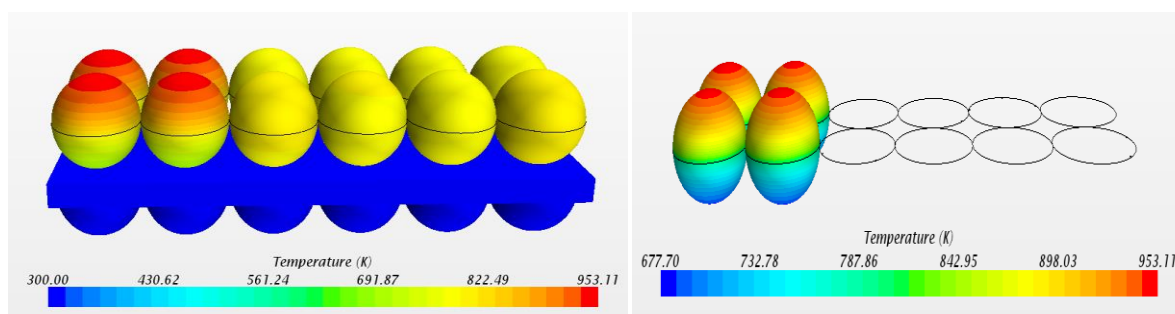 Temperature (K)
300.00 430.62 561.24 691.87 822.49 953.11
Temperature (K)
677.70 732.78 787.86 842.95 898.03 953.11